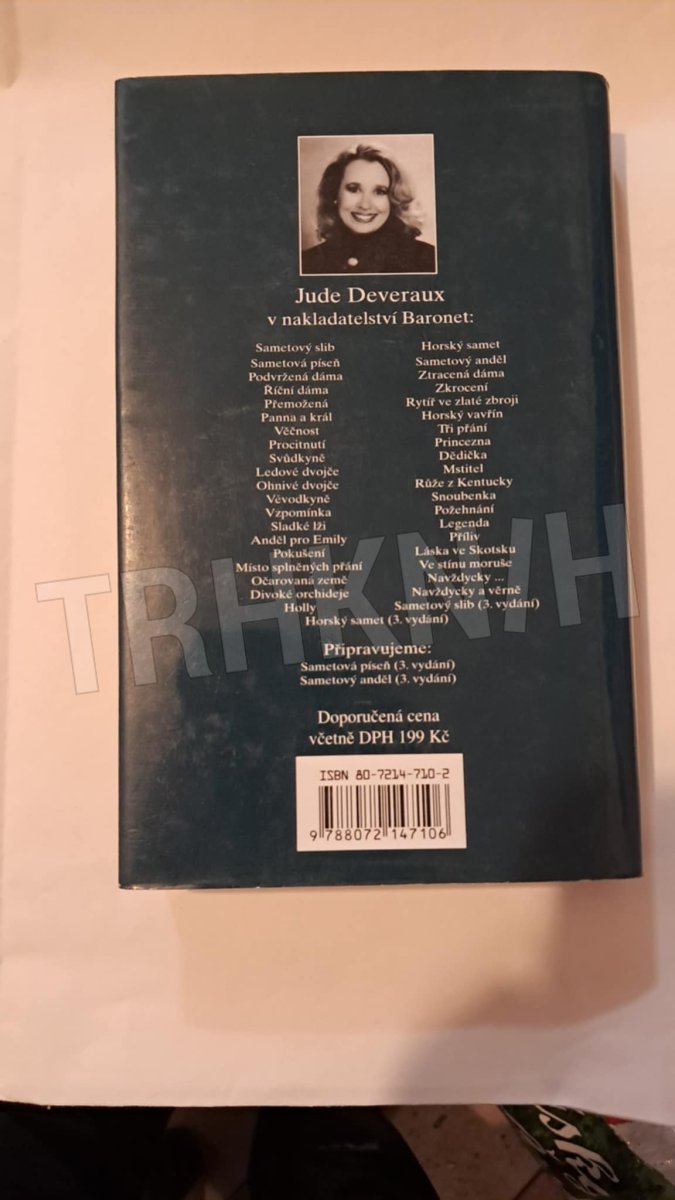 Jude Deveraux
v nakladatelství Baronet:
Sametový slib
Sametová píseň
Podvržená dáma
Říční dáma
Přemožená
Panna a král
Věčnost
Procitnutí
Svůdkyně
Ledové dvojče
Ohnivé dvojče
Vévodkyně
Vzpomínka
Sladké lži
Anděl pro Emily
Pokušení
Místo splněných přání
Očarovaná země
Divoké orchideje
Holly
Horský samet
Sametový anděl
Ztracená dáma
Zkrocení
Rytíř ve zlaté zbroji
Horský vavřín
Tři přání
Princezna
Dědička
Mstitel
Růže z Kentucky
Snoubenka
Požehnání
Legenda
Příliv
Láska ve Skotsku
Ve stínu moruše
Navždycky ...
Navždycky a věrně
Sametový slib (3. vydání)
Horský samet (3. vydání)
Připravujeme:
Sametová píseň (3. vydání)
Sametový anděl (3. vydání)
Doporučená cena
včetně DPH 199 Kč
ISBN 80-7214-710-2
9 788072 147106
TRHKNIH